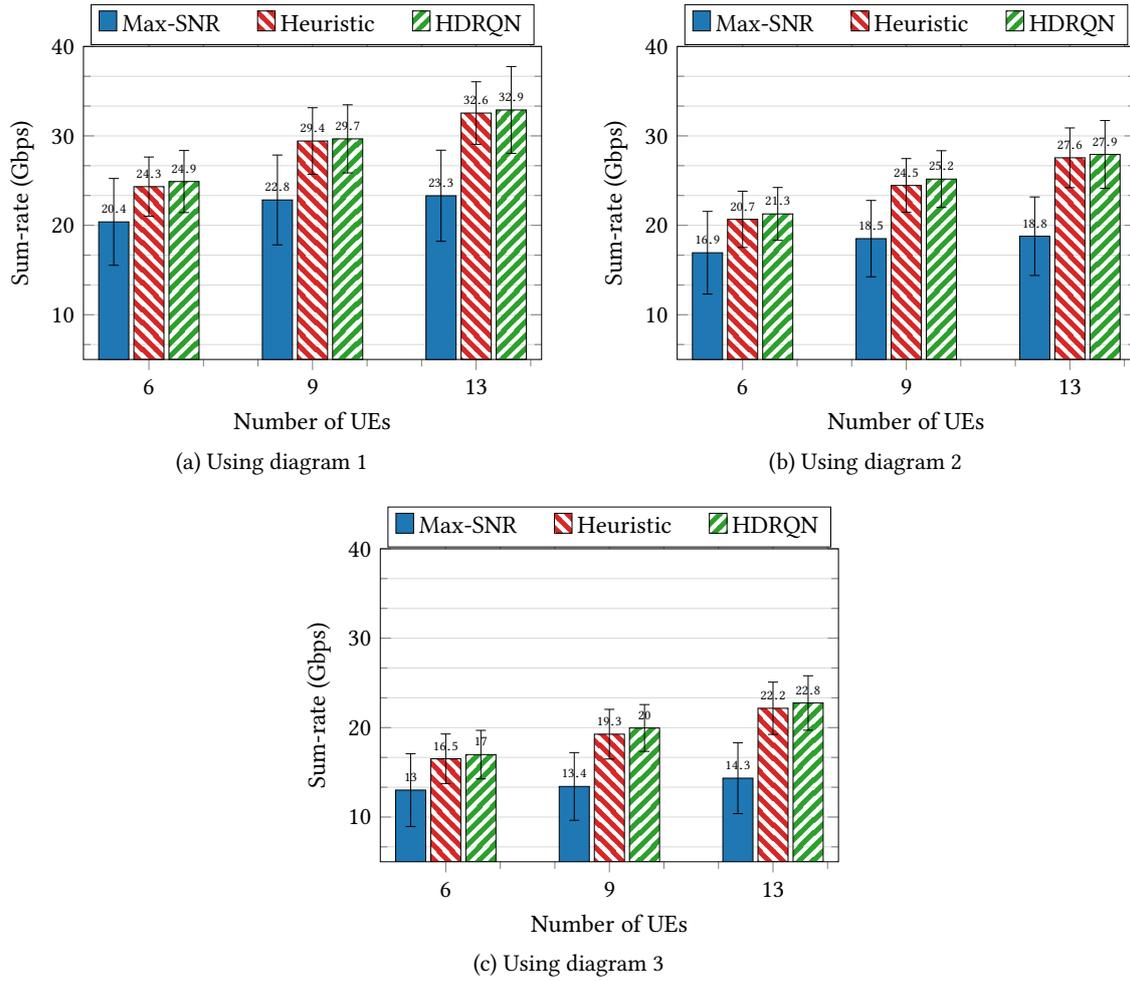 Max-SNR Heuristic HDRQN
40
30
20
10
Sum-rate (Gbps)
20.4 24.3 24.9 22.8 29.4 29.7 23.3 32.6 32.9
6 9 13
Number of UEs
(a) Using diagram 1
Max-SNR Heuristic HDRQN
40
30
20
10
Sum-rate (Gbps)
16.9 20.7 21.3 18.5 24.5 25.2 18.8 27.6 27.9
6 9 13
Number of UEs
(b) Using diagram 2
Max-SNR Heuristic HDRQN
40
30
20
10
Sum-rate (Gbps)
13 16.5 17 13.4 19.3 20 14.3 22.2 22.8
6 9 13
Number of UEs
(c) Using diagram 3